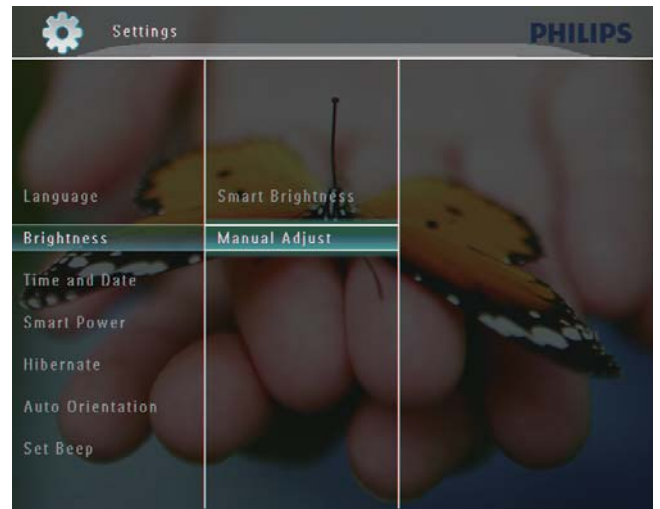 Settings
PHILIPS
Language
Brightness
Time and Date
Smart Power
Hibernate
Auto Orientation
Set Beep
Smart Brightness
Manual Adjust